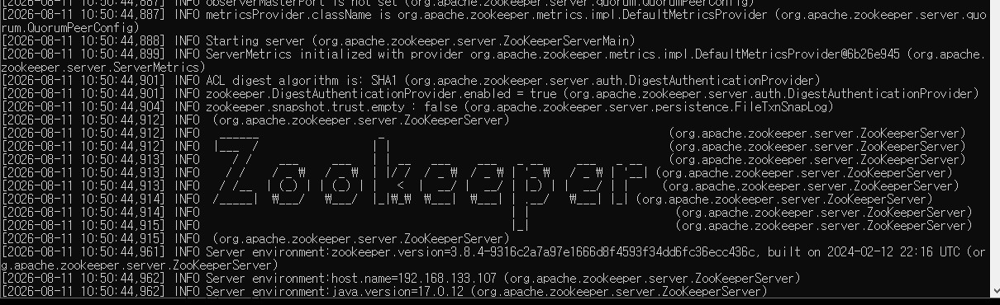 [2026-08-11 10:50:44,887] INFO observerMasterPort is not set (org.apache.zookeeper.server.quorum.QuorumPeerConfig)
[2026-08-11 10:50:44,887] INFO metricsProvider.className is org.apache.zookeeper.metrics.impl.DefaultMetricsProvider (org.apache.zookeeper.server.quo
rum.QuorumPeerConfig)
[2026-08-11 10:50:44,888] INFO Starting server (org.apache.zookeeper.server.ZooKeeperServerMain)
[2026-08-11 10:50:44,899] INFO ServerMetrics initialized with provider org.apache.zookeeper.metrics.impl.DefaultMetricsProvider@6b26e945 (org.apache.
zookeeper.server.ServerMetrics)
[2026-08-11 10:50:44,901] INFO ACL digest algorithm is: SHA1 (org.apache.zookeeper.server.auth.DigestAuthenticationProvider)
[2026-08-11 10:50:44,901] INFO zookeeper.DigestAuthenticationProvider.enabled = true (org.apache.zookeeper.server.auth.DigestAuthenticationProvider)
[2026-08-11 10:50:44,904] INFO zookeeper.snapshot.trust.empty : false (org.apache.zookeeper.server.persistence.FileTxnSnapLog)
[2026-08-11 10:50:44,912] INFO  (org.apache.zookeeper.server.ZooKeeperServer)
[2026-08-11 10:50:44,912] INFO   ______                  _                                           (org.apache.zookeeper.server.ZooKeeperServer)
[2026-08-11 10:50:44,912] INFO  |___  /                 | |                                          (org.apache.zookeeper.server.ZooKeeperServer)
[2026-08-11 10:50:44,913] INFO     / /    ___     ___   | | __   ___    ___   _ __     ___   _ __    (org.apache.zookeeper.server.ZooKeeperServer)
[2026-08-11 10:50:44,913] INFO    / /    / _ ₩   / _ ₩  | |/ /  / _ ₩  / _ ₩ | '_ ₩   / _ ₩ | '__| (org.apache.zookeeper.server.ZooKeeperServer)
[2026-08-11 10:50:44,913] INFO   / /__  | (_) | | (_) | |   <  |  __/ |  __/ | |_) | |  __/ | |     (org.apache.zookeeper.server.ZooKeeperServer)
[2026-08-11 10:50:44,914] INFO  /_____|  ₩___/   ₩___/  |_|₩_₩  ₩___|  ₩___| | .__/   ₩___| |_| (org.apache.zookeeper.server.ZooKeeperServer)
[2026-08-11 10:50:44,914] INFO                                               | |                      (org.apache.zookeeper.server.ZooKeeperServer)
[2026-08-11 10:50:44,915] INFO                                               |_|                      (org.apache.zookeeper.server.ZooKeeperServer)
[2026-08-11 10:50:44,915] INFO  (org.apache.zookeeper.server.ZooKeeperServer)
[2026-08-11 10:50:44,961] INFO Server environment:zookeeper.version=3.8.4-9316c2a7a97e1666d8f4593f34dd6fc36ecc436c, built on 2024-02-12 22:16 UTC (or
g.apache.zookeeper.server.ZooKeeperServer)
[2026-08-11 10:50:44,962] INFO Server environment:host.name=192.168.133.107 (org.apache.zookeeper.server.ZooKeeperServer)
[2026-08-11 10:50:44,962] INFO Server environment:java.version=17.0.12 (org.apache.zookeeper.server.ZooKeeperServer)